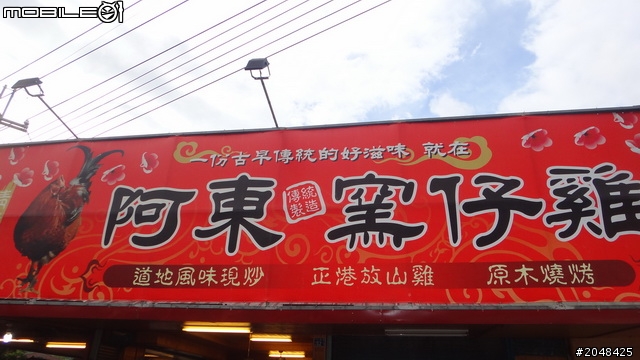 mobile01
一份古早傳統的好滋味 就在
阿東 傳統製造 窯仔雞
道地風味現炒 正港放山雞 原木燒烤
#2048425